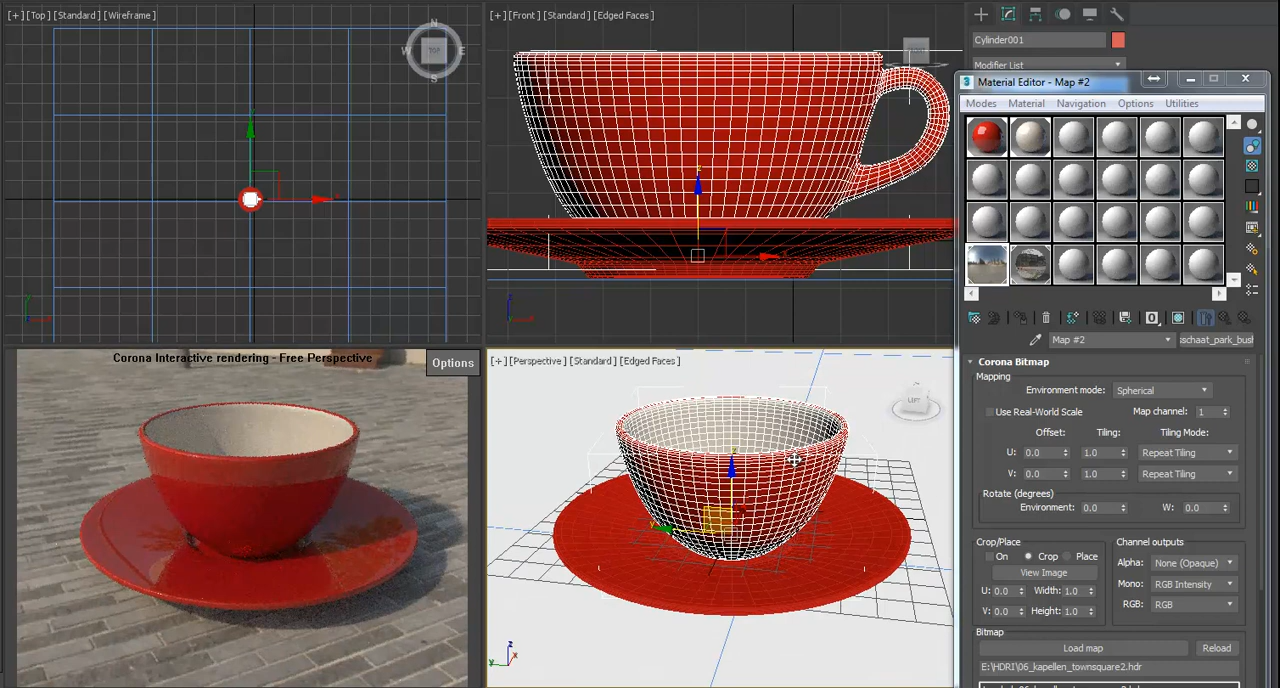 [+] [Top] [Standard] [Wireframe]
N
W TOP E
S
[+] [Front] [Standard] [Edged Faces]
Cylinder001
Modifier List
Material Editor - Map #2
Modes Material Navigation Options Utilities
Corona Interactive rendering - Free Perspective
Options
[+] [Perspective] [Standard] [Edged Faces]
LEFT
Map #2
sschaat_park_bus
Corona Bitmap
Mapping
Environment mode: Spherical
Use Real-World Scale Map channel: 1
Offset: Tiling: Tiling Mode:
U: 0.0 1.0 Repeat Tiling
V: 0.0 1.0 Repeat Tiling
Rotate (degrees)
Environment: 0.0 W: 0.0
Crop/Place
On Crop Place
View Image
U: 0.0 Width: 1.0
V: 0.0 Height: 1.0
Channel outputs
Alpha: None (Opaque)
Mono: RGB Intensity
RGB: RGB
Bitmap
Load map Reload
E:\HDRI\06_kapellen_townsquare2.hdr